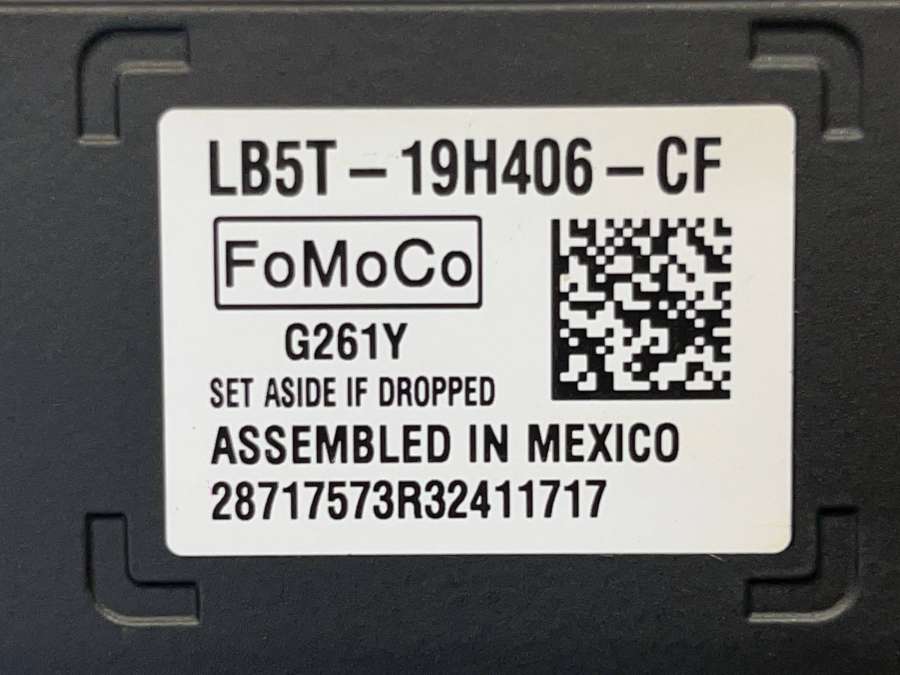 LB5T – 19H406 – CF
FoMoCo
G261Y
SET ASIDE IF DROPPED
ASSEMBLED IN MEXICO
28717573R32411717